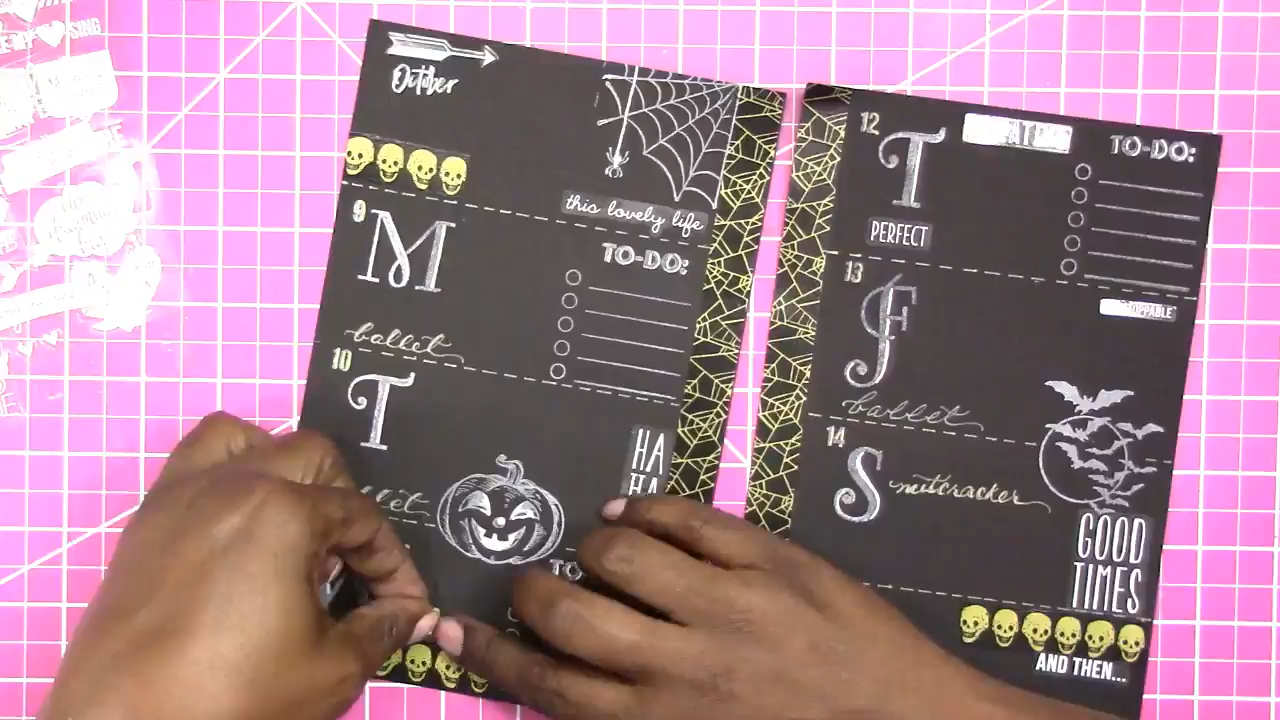 October
this lovely life
9
M
TO-DO:
ballet
10
T
HA
HA
TO
12
T
TO-DO:
PERFECT
13
F
ballet
14
S
nutcracker
GOOD
TIMES
AND THEN...